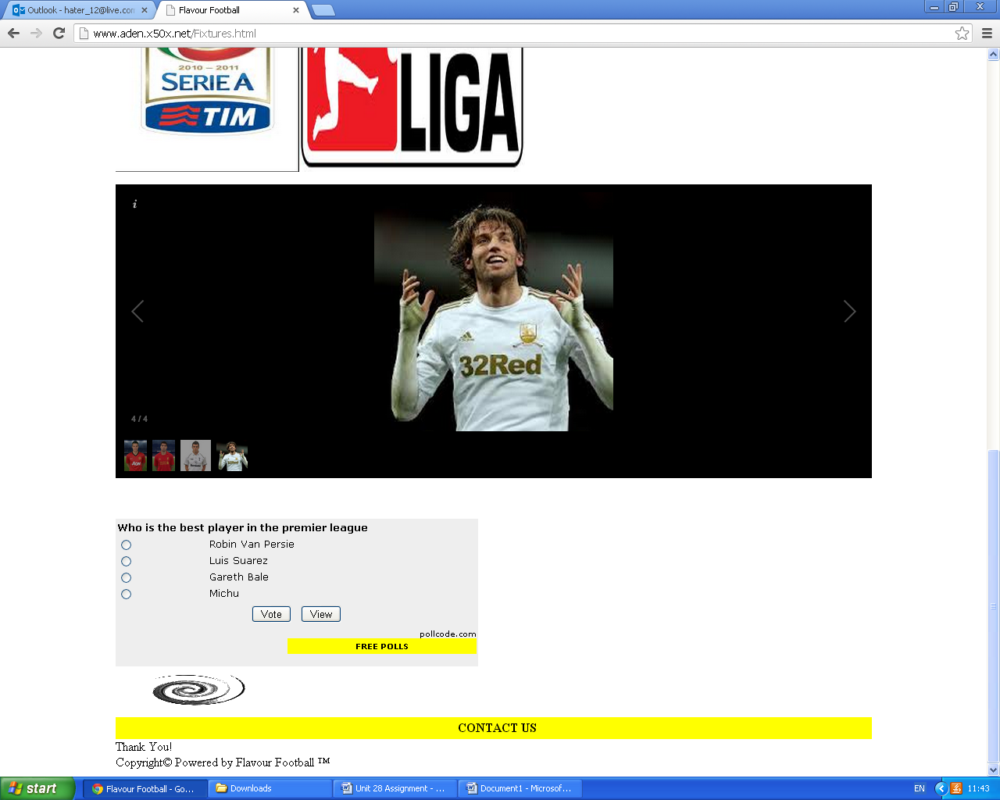 Outlook - hater_12@live.com
Flavour Football
www.aden.x50x.net/Fixtures.html
2010 – 2011
SERIE A
TIM
LIGA
i
32Red
4 / 4
AON
Who is the best player in the premier league
Robin Van Persie
Luis Suarez
Gareth Bale
Michu
Vote View
pollcode.com
FREE POLLS
CONTACT US
Thank You!
Copyright© Powered by Flavour Football ™
start
Flavour Football - Go...
Downloads
Unit 28 Assignment - ...
Document1 - Microsof...
EN
11:43